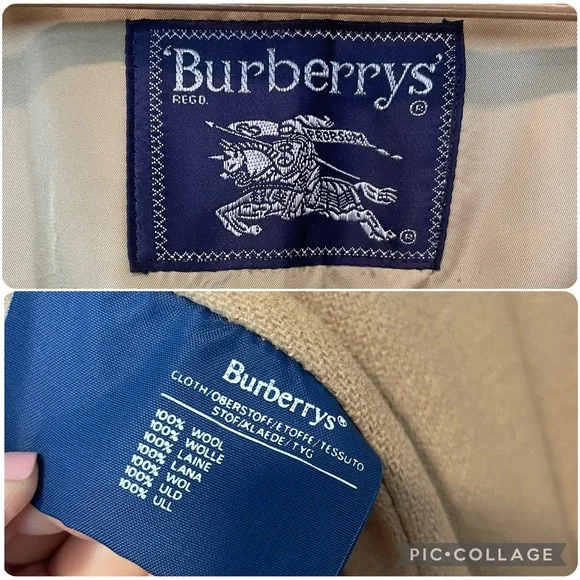 'Burberrys'
REGD. ®
PRORSUM
®
Burberrys®
CLOTH/OBERSTOFF/ETOFFE/TESSUTO
STOF/KLAEDE/TYG
100% WOOL
100% WOLLE
100% LAINE
100% LANA
100% WOL
100% ULD
100% ULL
PIC•COLLAGE